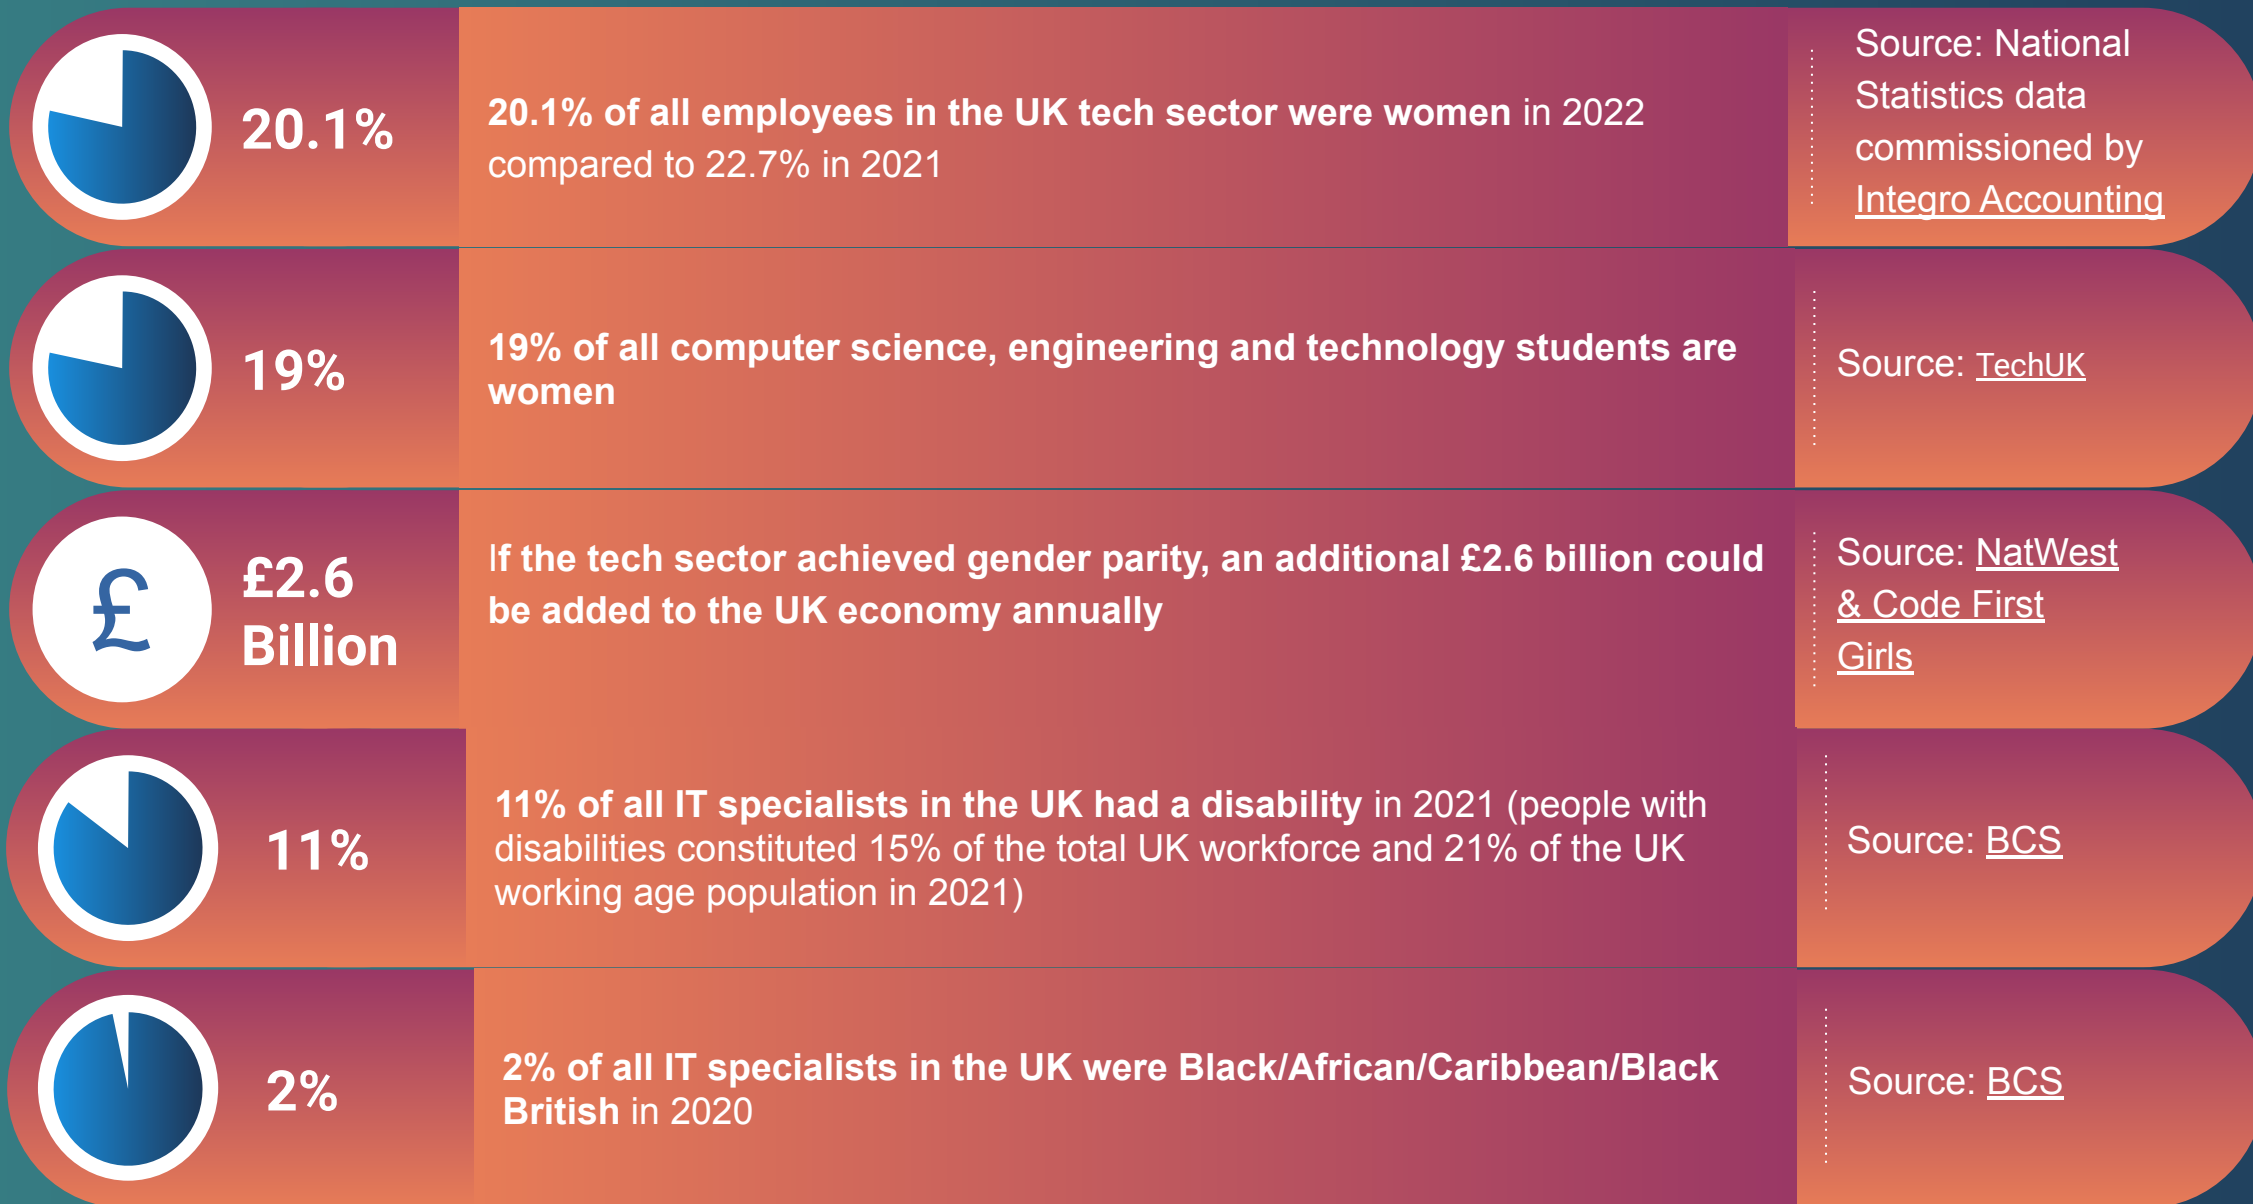 20.1%
20.1% of all employees in the UK tech sector were women in 2022
compared to 22.7% in 2021
Source: National
Statistics data
commissioned by
Integro Accounting
19%
19% of all computer science, engineering and technology students are
women
Source: TechUK
£
£2.6
Billion
If the tech sector achieved gender parity, an additional £2.6 billion could
be added to the UK economy annually
Source: NatWest
& Code First
Girls
11%
11% of all IT specialists in the UK had a disability in 2021 (people with
disabilities constituted 15% of the total UK workforce and 21% of the UK
working age population in 2021)
Source: BCS
2%
2% of all IT specialists in the UK were Black/African/Caribbean/Black
British in 2020
Source: BCS